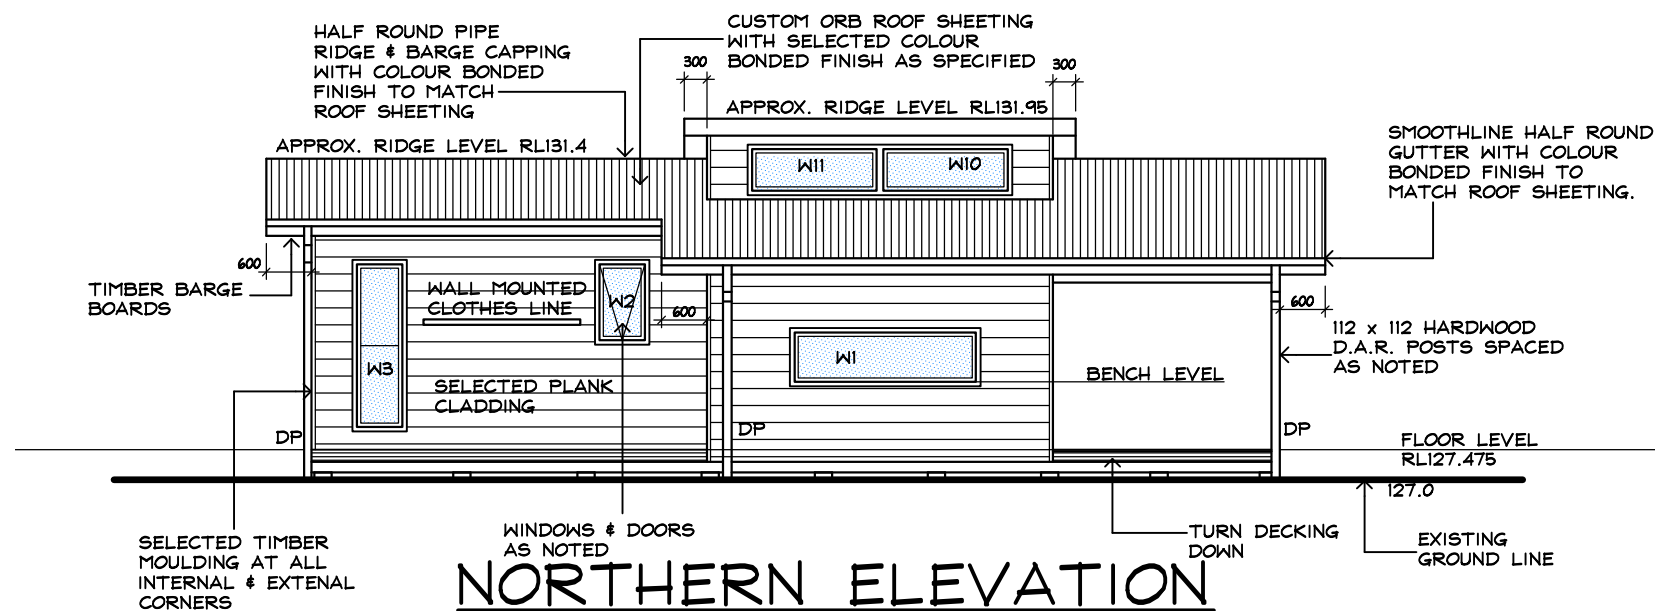 HALF ROUND PIPE
RIDGE & BARGE CAPPING
WITH COLOUR BONDED
FINISH TO MATCH
ROOF SHEETING
CUSTOM ORB ROOF SHEETING
WITH SELECTED COLOUR
BONDED FINISH AS SPECIFIED
300
300
APPROX. RIDGE LEVEL RL131.95
APPROX. RIDGE LEVEL RL131.4
SMOOTHLINE HALF ROUND
GUTTER WITH COLOUR
BONDED FINISH TO
MATCH ROOF SHEETING.
W11
W10
600
TIMBER BARGE
BOARDS
WALL MOUNTED
CLOTHES LINE
W2
600
600
112 x 112 HARDWOOD
D.A.R. POSTS SPACED
AS NOTED
W3
W1
BENCH LEVEL
SELECTED PLANK
CLADDING
DP
DP
DP
FLOOR LEVEL
RL127.475
127.0
SELECTED TIMBER
MOULDING AT ALL
INTERNAL & EXTENAL
CORNERS
WINDOWS & DOORS
AS NOTED
TURN DECKING
DOWN
EXISTING
GROUND LINE
NORTHERN ELEVATION